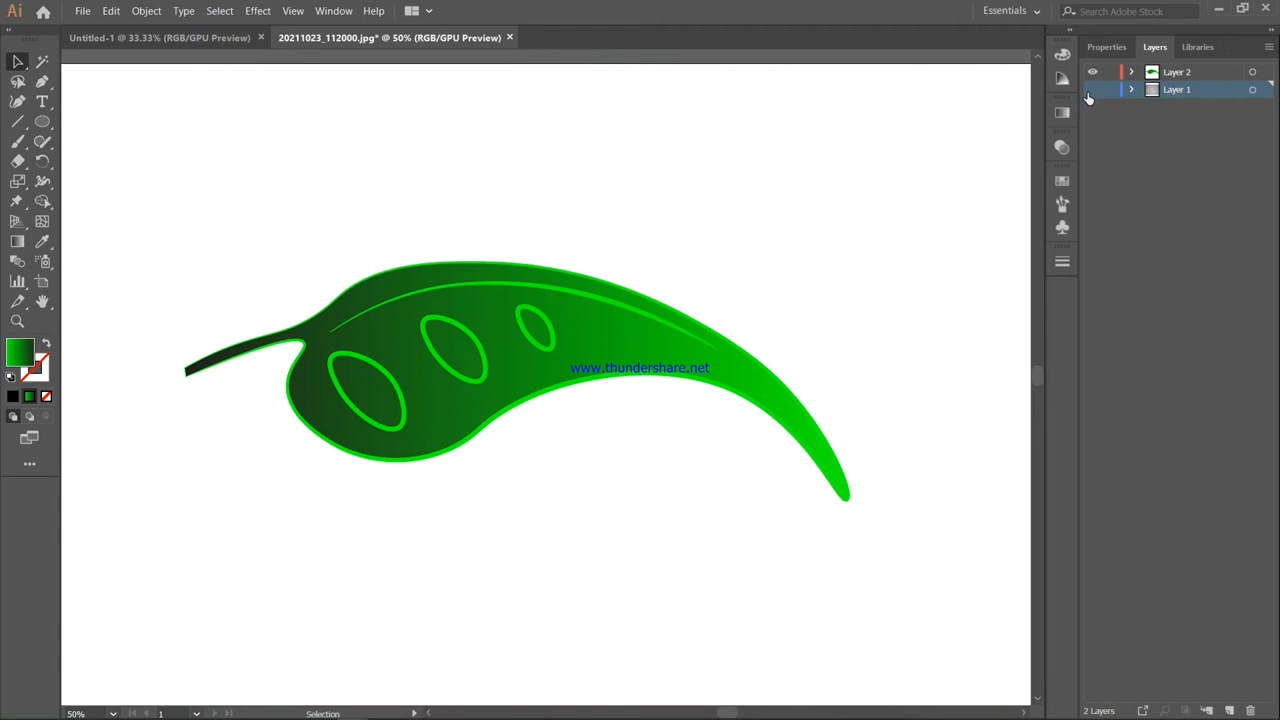 Ai File Edit Object Type Select Effect View Window Help Essentials Search Adobe Stock
Untitled-1 @ 33.33% (RGB/GPU Preview) × 20211023_112000.jpg* @ 50% (RGB/GPU Preview) ×
Properties Layers Libraries
Layer 2
Layer 1
www.thundershare.net
50% 1 Selection 2 Layers